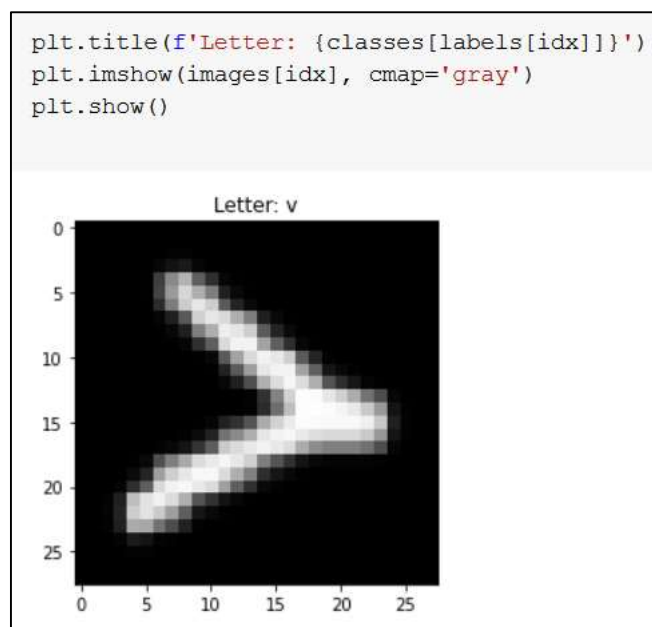 plt.title(f'Letter: {classes[labels[idx]]}')
plt.imshow(images[idx], cmap='gray')
plt.show()
Letter: v
0
5
10
15
20
25
0 5 10 15 20 25